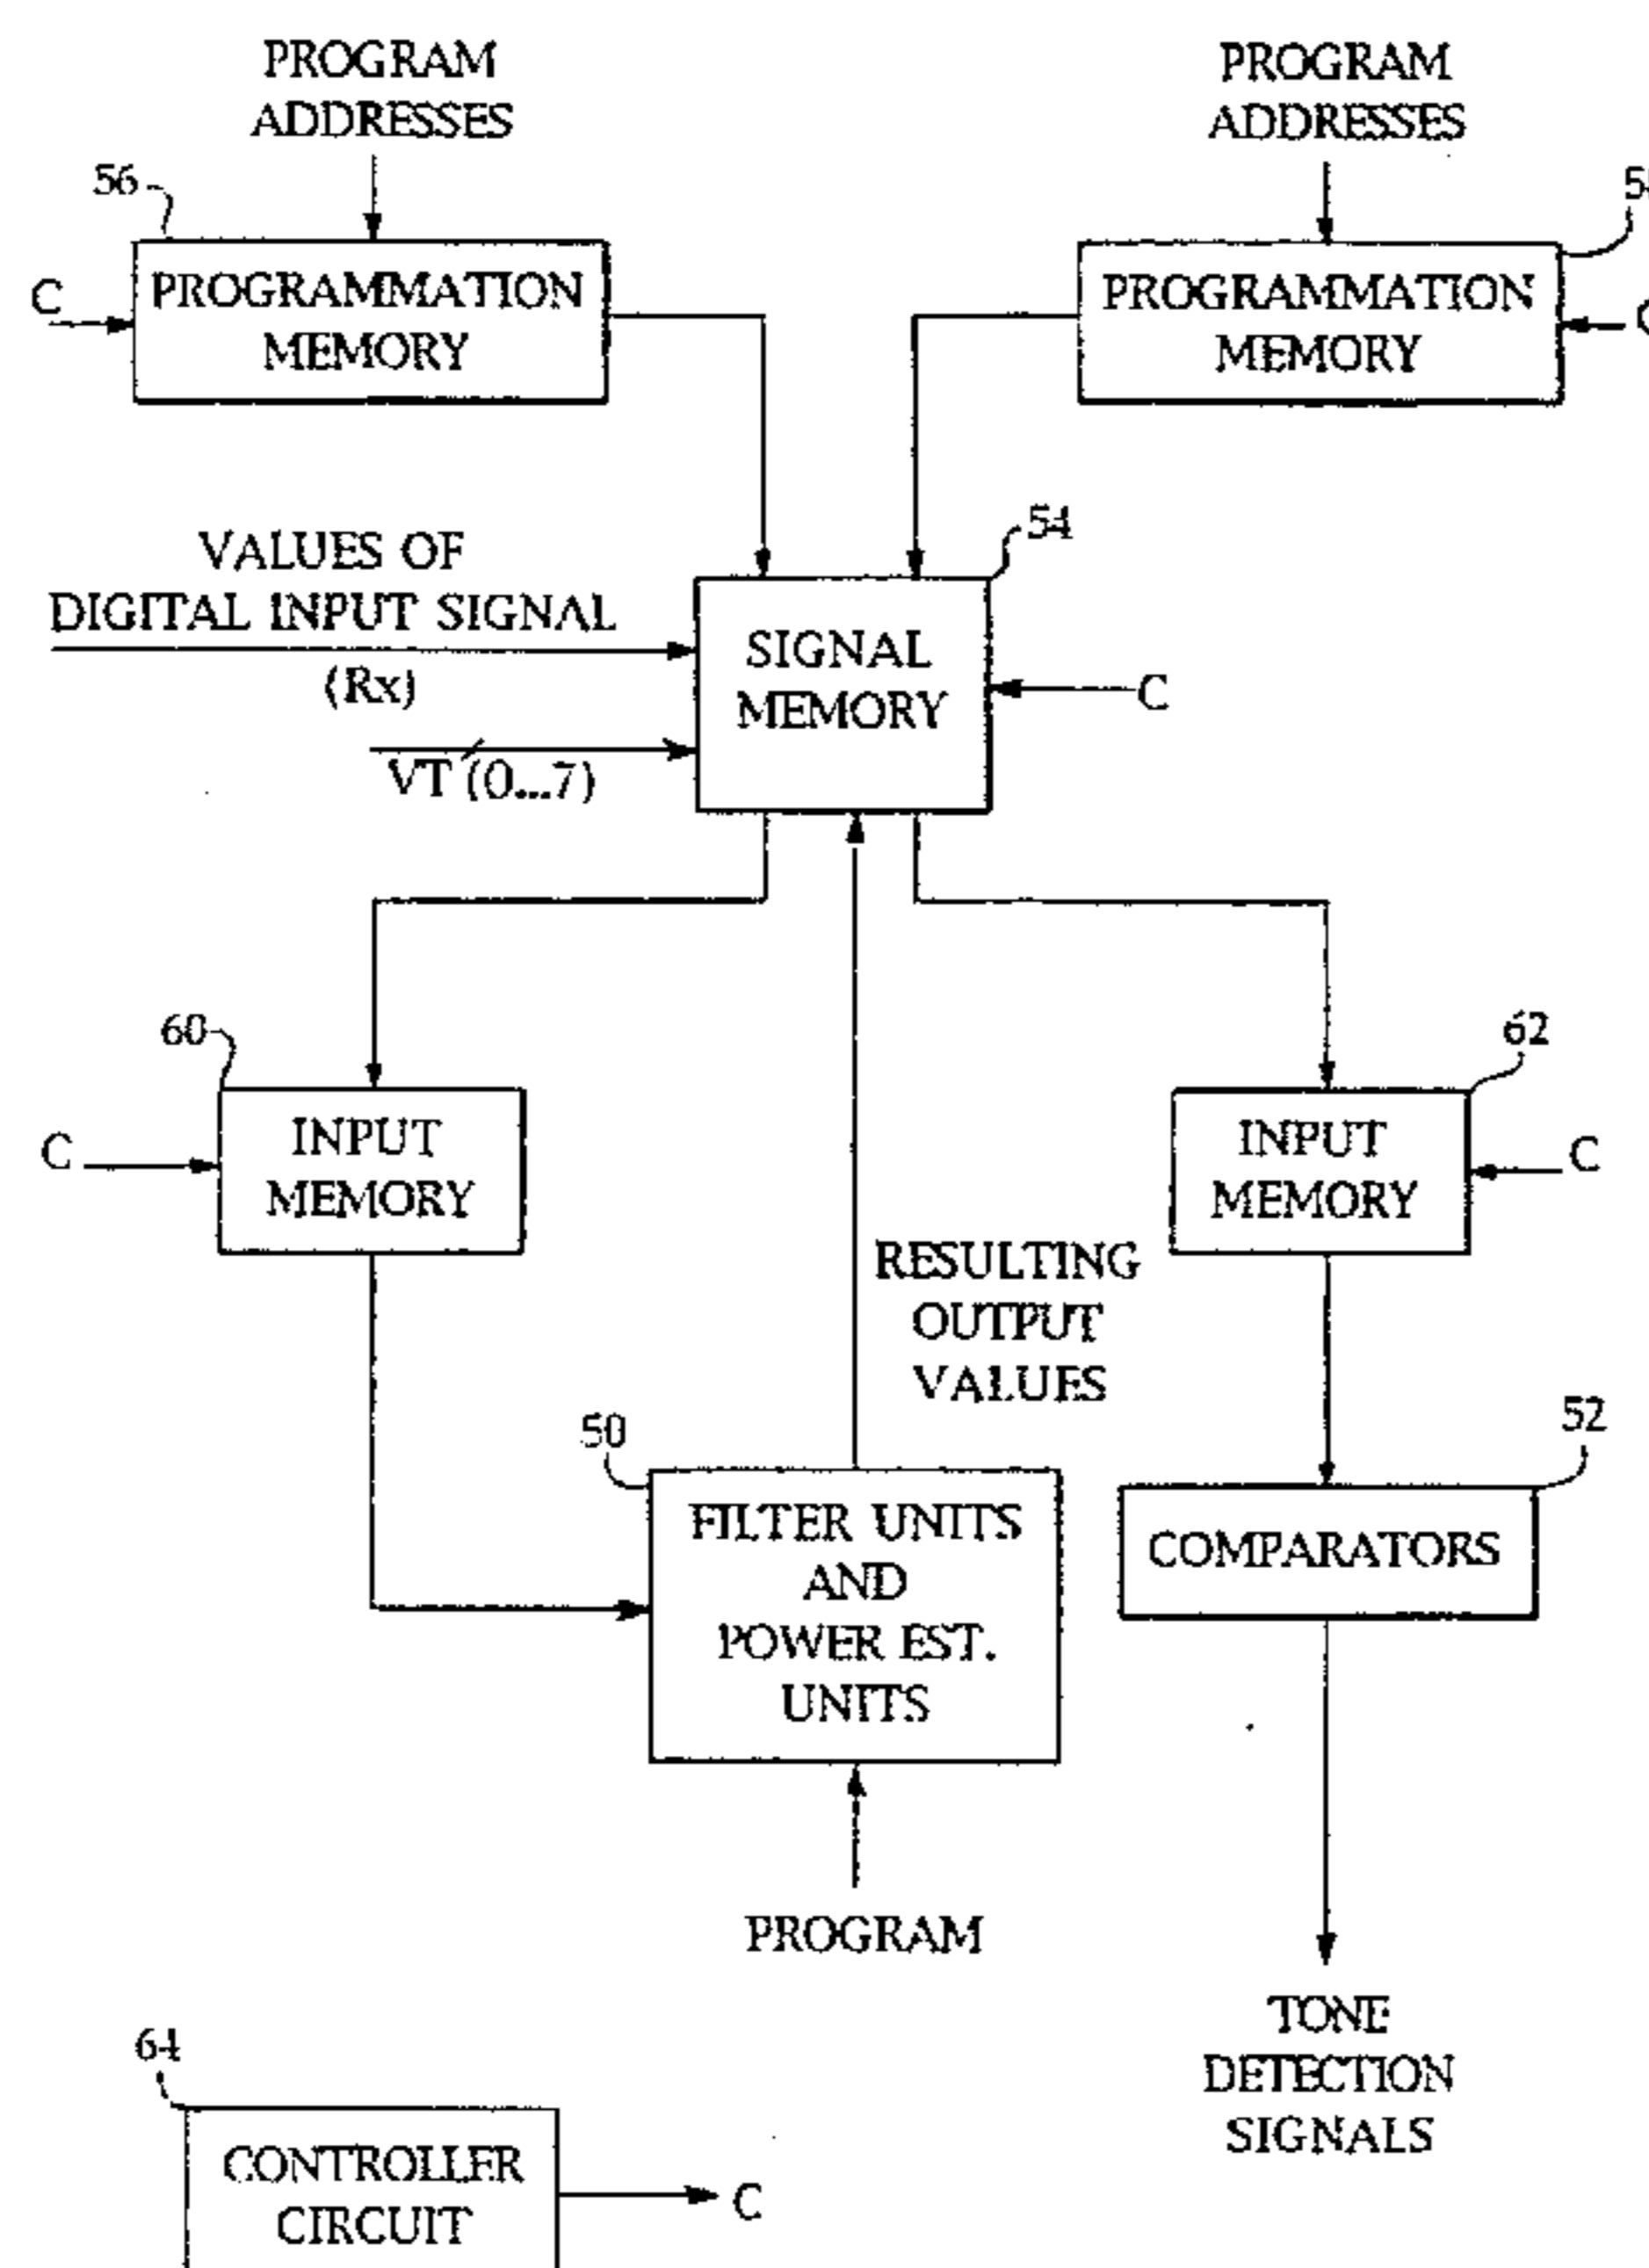 PROGRAM
ADDRESSES
PROGRAM
ADDRESSES
56
C
PROGRAMMATION
MEMORY
PROGRAMMATION
MEMORY
VALUES OF
DIGITAL INPUT SIGNAL
(Rx)
VT (0...7)
54
SIGNAL
MEMORY
C
60
C
INPUT
MEMORY
62
INPUT
MEMORY
C
RESULTING
OUTPUT
VALUES
50
FILTER UNITS
AND
POWER EST.
UNITS
52
COMPARATORS
PROGRAM
TONE
DETECTION
SIGNALS
64
CONTROLLER
CIRCUIT
C